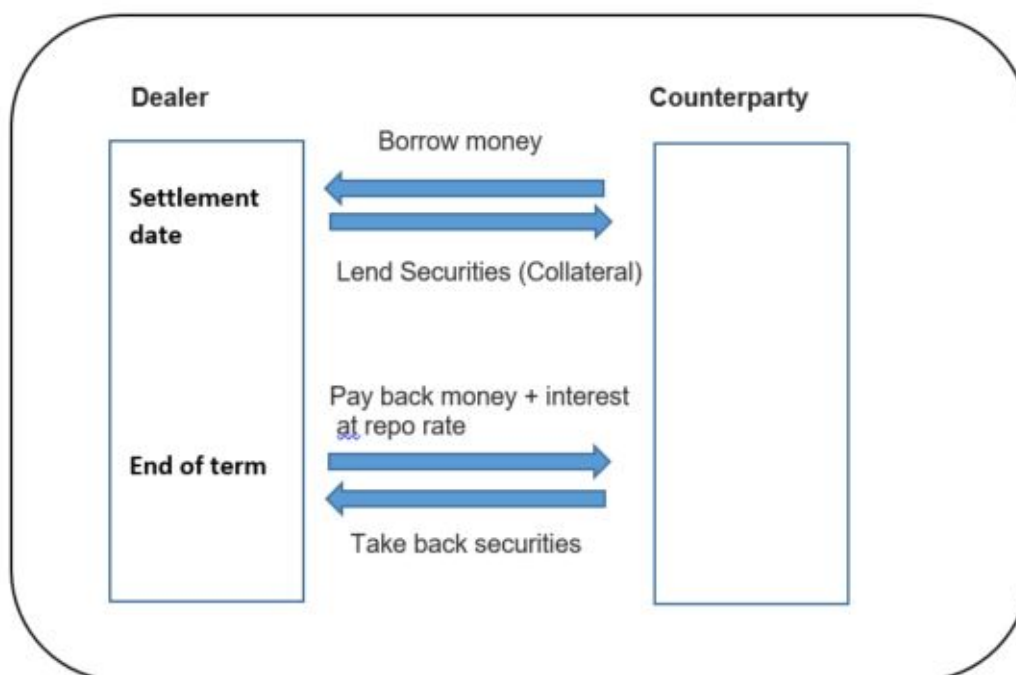 Dealer
Counterparty
Borrow money
Settlement
date
Lend Securities (Collateral)
Pay back money + interest
at repo rate
End of term
Take back securities